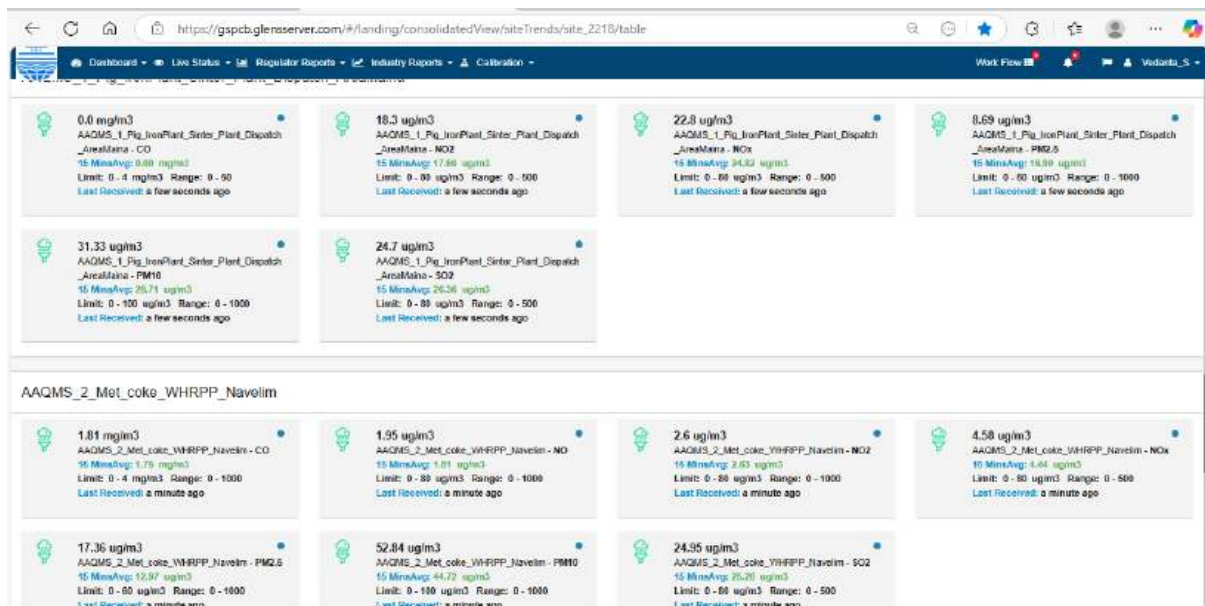 https://gspcb.glensserver.com/#/landing/consolidatedView/siteTrends/site_2218/table
Dashboard Live Status Regulator Reports Industry Reports Calibration Work Flow Vedanta_S
0.0 mg/m3
AAQMS_1_Pig_IronPlant_Sinter_Plant_Dispatch
_AreaMaina - CO
15 MinsAvg: 0.00 mg/m3
Limit: 0 - 4 mg/m3 Range: 0 - 50
Last Received: a few seconds ago
18.3 ug/m3
AAQMS_1_Pig_IronPlant_Sinter_Plant_Dispatch
_AreaMaina - NO2
15 MinsAvg: ug/m3
Limit: 0 - 80 ug/m3 Range: 0 - 500
Last Received: a few seconds ago
22.8 ug/m3
AAQMS_1_Pig_IronPlant_Sinter_Plant_Dispatch
_AreaMaina - NOx
15 MinsAvg: ug/m3
Limit: 0 - 80 ug/m3 Range: 0 - 500
Last Received: a few seconds ago
8.69 ug/m3
AAQMS_1_Pig_IronPlant_Sinter_Plant_Dispatch
_AreaMaina - PM2.5
15 MinsAvg: ug/m3
Limit: 0 - 60 ug/m3 Range: 0 - 1000
Last Received: a few seconds ago
31.33 ug/m3
AAQMS_1_Pig_IronPlant_Sinter_Plant_Dispatch
_AreaMaina - PM10
15 MinsAvg: ug/m3
Limit: 0 - 100 ug/m3 Range: 0 - 1000
Last Received: a few seconds ago
24.7 ug/m3
AAQMS_1_Pig_IronPlant_Sinter_Plant_Dispatch
_AreaMaina - SO2
15 MinsAvg: 26.36 ug/m3
Limit: 0 - 80 ug/m3 Range: 0 - 500
Last Received: a few seconds ago
AAQMS_2_Met_coke_WHRPP_Navelim
1.81 mg/m3
AAQMS_2_Met_coke_WHRPP_Navelim - CO
15 MinsAvg: mg/m3
Limit: 0 - 4 mg/m3 Range: 0 - 1000
Last Received: a minute ago
1.95 ug/m3
AAQMS_2_Met_coke_WHRPP_Navelim - NO
15 MinsAvg: ug/m3
Limit: 0 - 80 ug/m3 Range: 0 - 1000
Last Received: a minute ago
2.6 ug/m3
AAQMS_2_Met_coke_WHRPP_Navelim - NO2
15 MinsAvg: 2.63 ug/m3
Limit: 0 - 80 ug/m3 Range: 0 - 1000
Last Received: a minute ago
4.58 ug/m3
AAQMS_2_Met_coke_WHRPP_Navelim - NOx
15 MinsAvg: 4.44 ug/m3
Limit: 0 - 80 ug/m3 Range: 0 - 500
Last Received: a minute ago
17.36 ug/m3
AAQMS_2_Met_coke_WHRPP_Navelim - PM2.5
15 MinsAvg: 12.97 ug/m3
Limit: 0 - 60 ug/m3 Range: 0 - 1000
Last Received: a minute ago
52.84 ug/m3
AAQMS_2_Met_coke_WHRPP_Navelim - PM10
15 MinsAvg: 44.72 ug/m3
Limit: 0 - 100 ug/m3 Range: 0 - 1000
Last Received: a minute ago
24.95 ug/m3
AAQMS_2_Met_coke_WHRPP_Navelim - SO2
15 MinsAvg: ug/m3
Limit: 0 - 80 ug/m3 Range: 0 - 500
Last Received: a minute ago